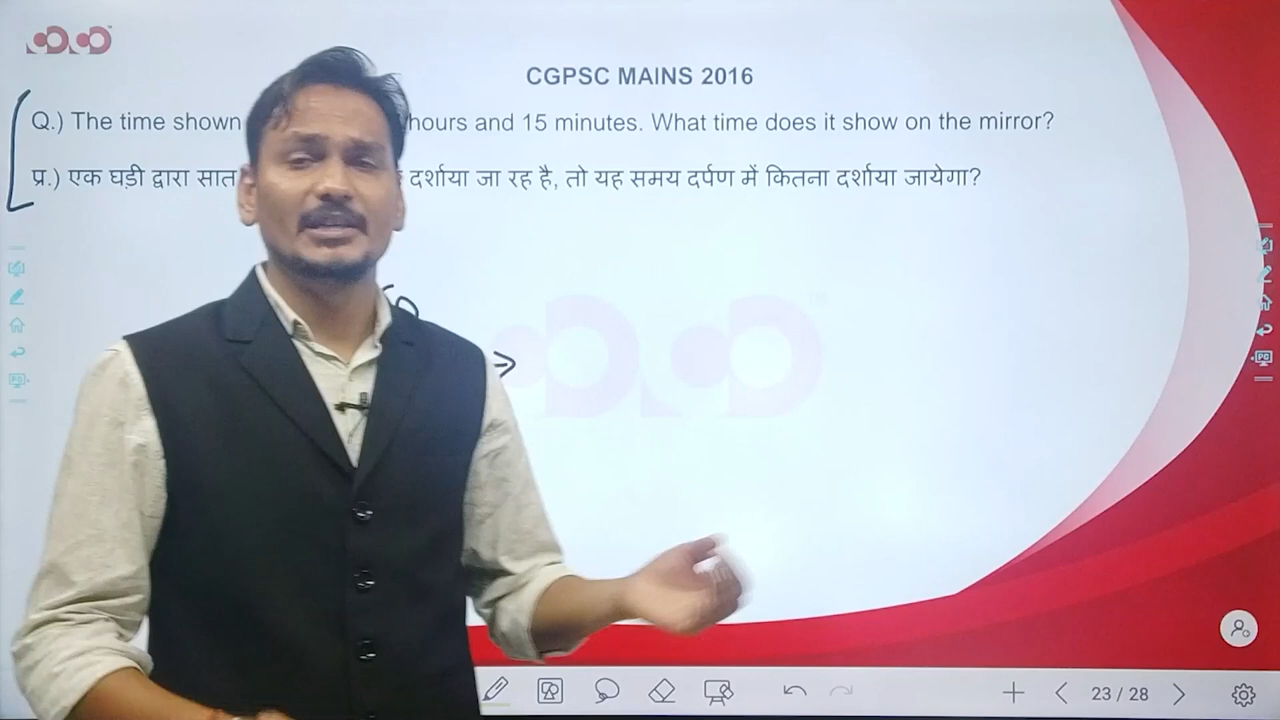 CGPSC MAINS 2016
Q.) The time shown hours and 15 minutes. What time does it show on the mirror?
प्र.) एक घड़ी द्वारा सात दर्शाया जा रह है, तो यह समय दर्पण में कितना दर्शाया जायेगा?
23 / 28